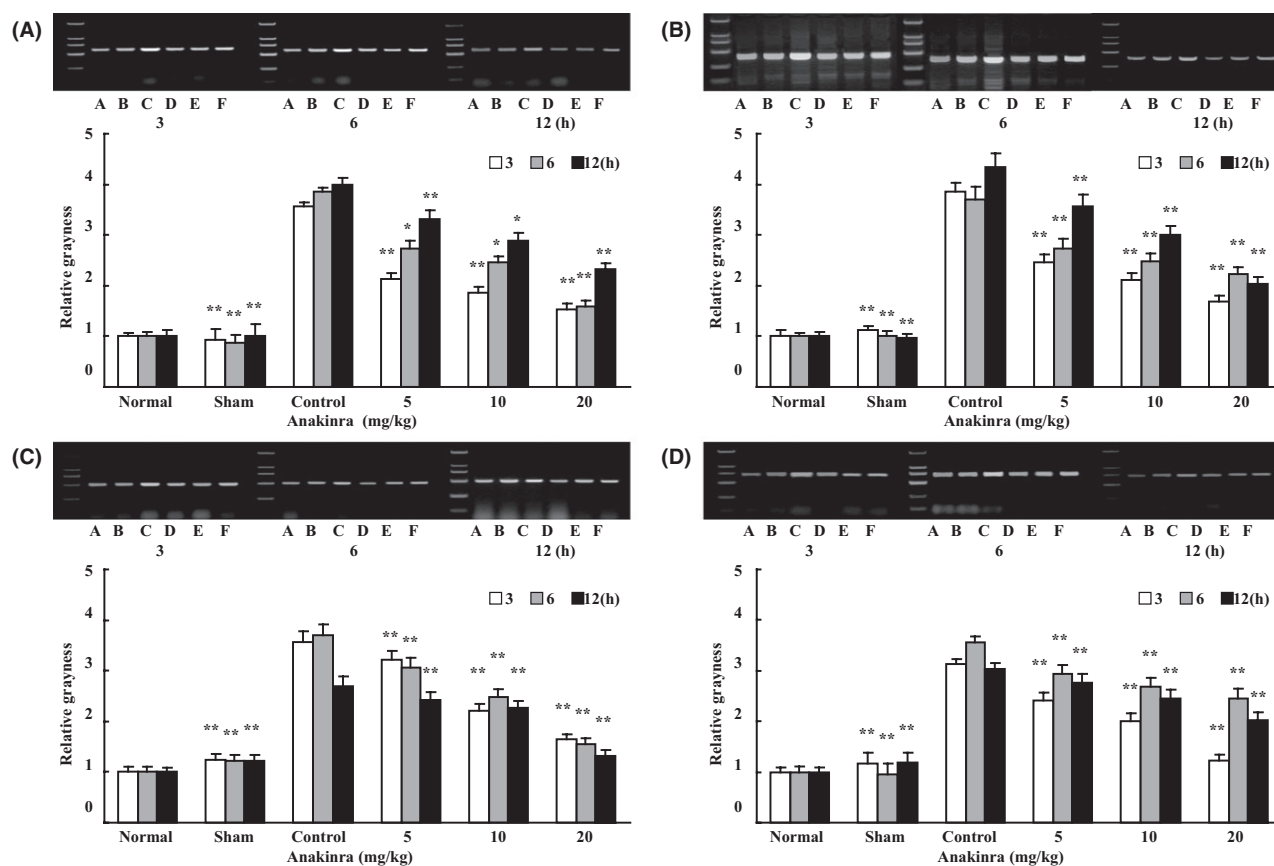 (A)
A B C D E F A B C D E F A B C D E F
3 6 12 (h)
5
4
3
2
1
0
Relative grayness
3 6 12(h)
** ** **
** * **
** * *
** ** **
Normal Sham Control 5 10 20
Anakinra (mg/kg)
(B)
A B C D E F A B C D E F A B C D E F
3 6 12 (h)
5
4
3
2
1
0
Relative grayness
3 6 12(h)
** ** **
** ** **
** ** **
** ** **
Normal Sham Control 5 10 20
Anakinra (mg/kg)
(C)
A B C D E F A B C D E F A B C D E F
3 6 12 (h)
5
4
3
2
1
0
Relative grayness
3 6 12(h)
** ** **
** ** **
** ** **
** ** **
Normal Sham Control 5 10 20
Anakinra (mg/kg)
(D)
A B C D E F A B C D E F A B C D E F
3 6 12 (h)
5
4
3
2
1
0
Relative grayness
3 6 12(h)
** ** **
** ** **
** ** **
** ** **
Normal Sham Control 5 10 20
Anakinra (mg/kg)